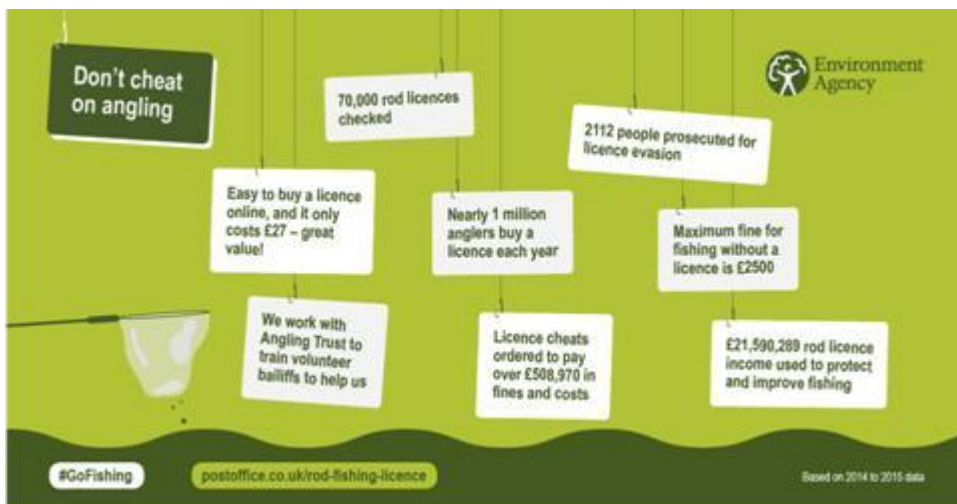 Don't cheat
on angling
Environment
Agency
70,000 rod licences
checked
2112 people prosecuted for
licence evasion
Easy to buy a licence
online, and it only
costs £27 – great
value!
Nearly 1 million
anglers buy a
licence each year
Maximum fine for
fishing without a
licence is £2500
We work with
Angling Trust to
train volunteer
bailiffs to help us
Licence cheats
ordered to pay
over £508,970 in
fines and costs
£21,590,289 rod licence
income used to protect
and improve fishing
#GoFishing
postoffice.co.uk/rod-fishing-licence
Based on 2014 to 2015 data